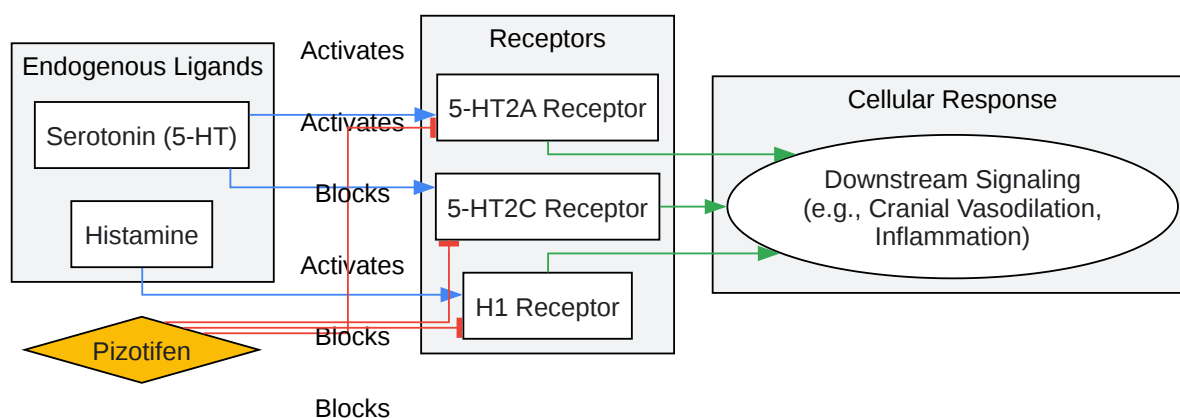 Endogenous Ligands
Serotonin (5-HT)
Histamine
Pizotifen
Activates
Activates
Blocks
Activates
Blocks
Blocks
Receptors
5-HT2A Receptor
5-HT2C Receptor
H1 Receptor
Cellular Response
Downstream Signaling
(e.g., Cranial Vasodilation,
Inflammation)